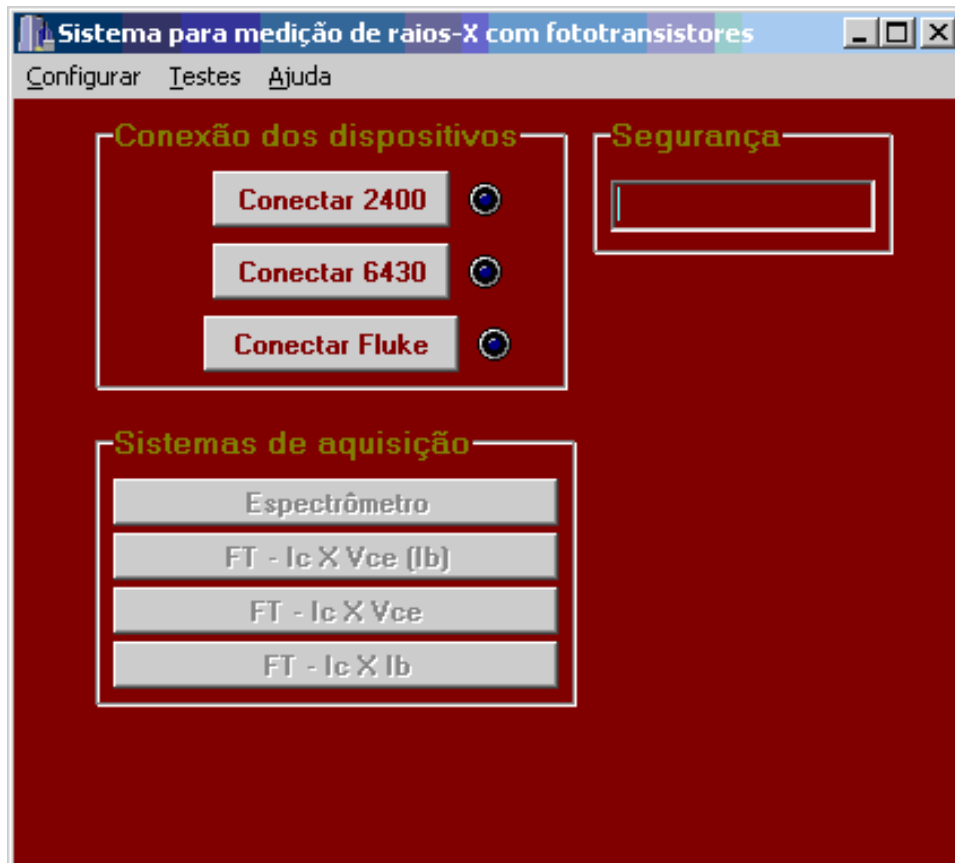 Sistema para medição de raios-X com fototransistores
Configurar Testes Ajuda
Conexão dos dispositivos
Conectar 2400
Conectar 6430
Conectar Fluke
Segurança
Sistemas de aquisição
Espectrômetro
FT - Ic X Vce (Ib)
FT - Ic X Vce
FT - Ic X Ib